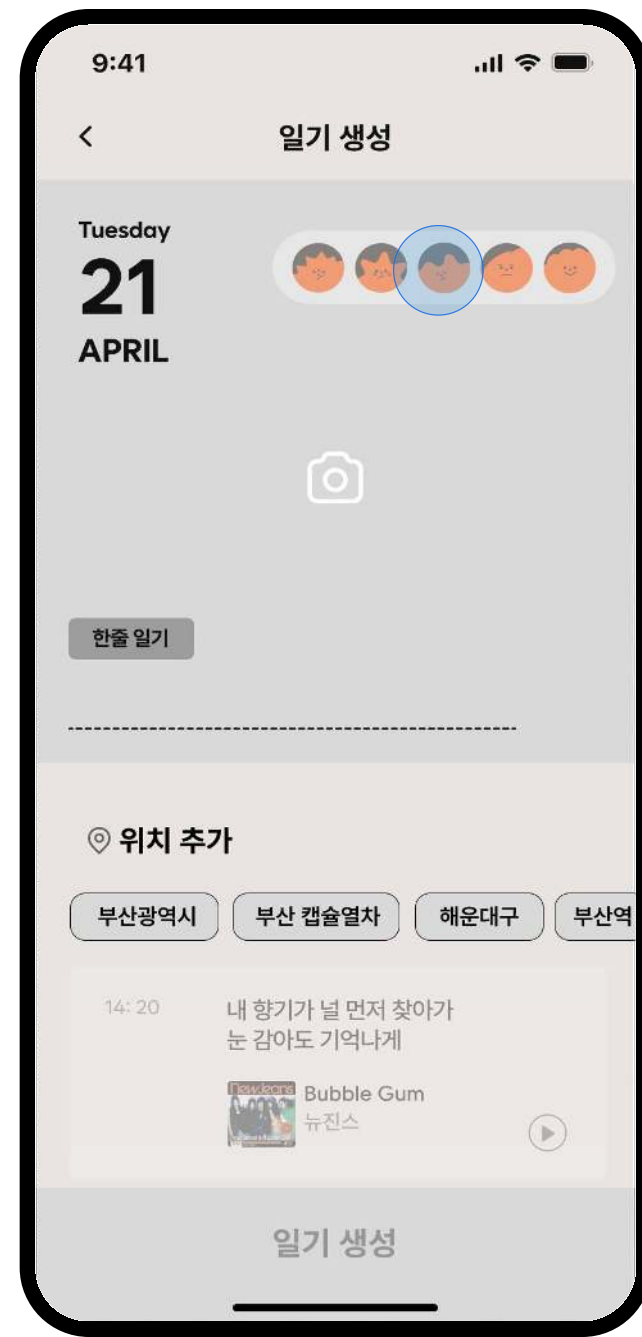 9:41
일기 생성
Tuesday
21
APRIL
한줄 일기
위치 추가
부산광역시
부산 캡슐열차
해운대구
부산역
14: 20
내 향기가 널 먼저 찾아가
눈 감아도 기억나게
NewJeans
Bubble Gum
뉴진스
일기 생성